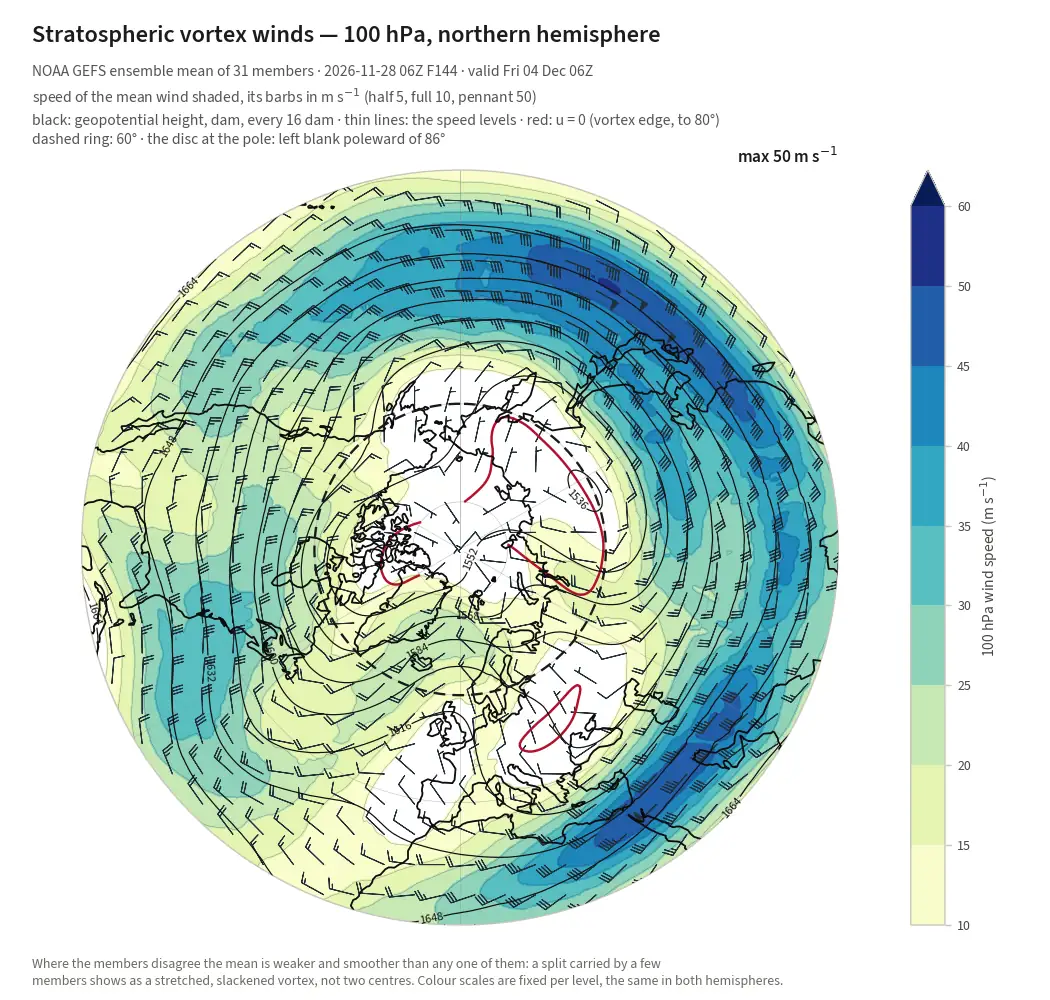 Stratospheric vortex winds — 100 hPa, northern hemisphere
NOAA GEFS ensemble mean of 31 members · 2026-11-28 06Z F144 · valid Fri 04 Dec 06Z
speed of the mean wind shaded, its barbs in m s⁻¹ (half 5, full 10, pennant 50)
black: geopotential height, dam, every 16 dam · thin lines: the speed levels · red: u = 0 (vortex edge, to 80°)
dashed ring: 60° · the disc at the pole: left blank poleward of 86°
max 50 m s⁻¹
60
50
45
40
35
30
25
20
15
10
100 hPa wind speed (m s⁻¹)
1664
1648
1536
1552
1568
1584
1600
1632
1616
1664
1648
Where the members disagree the mean is weaker and smoother than any one of them: a split carried by a few
members shows as a stretched, slackened vortex, not two centres. Colour scales are fixed per level, the same in both hemispheres.